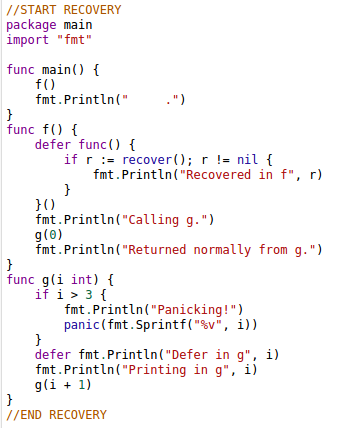 //START RECOVERY
package main
import "fmt"

func main() {
    f()
    fmt.Println("     .")
}
func f() {
    defer func() {
        if r := recover(); r != nil {
            fmt.Println("Recovered in f", r)
        }
    }()
    fmt.Println("Calling g.")
    g(0)
    fmt.Println("Returned normally from g.")
}
func g(i int) {
    if i > 3 {
        fmt.Println("Panicking!")
        panic(fmt.Sprintf("%v", i))
    }
    defer fmt.Println("Defer in g", i)
    fmt.Println("Printing in g", i)
    g(i + 1)
}
//END RECOVERY